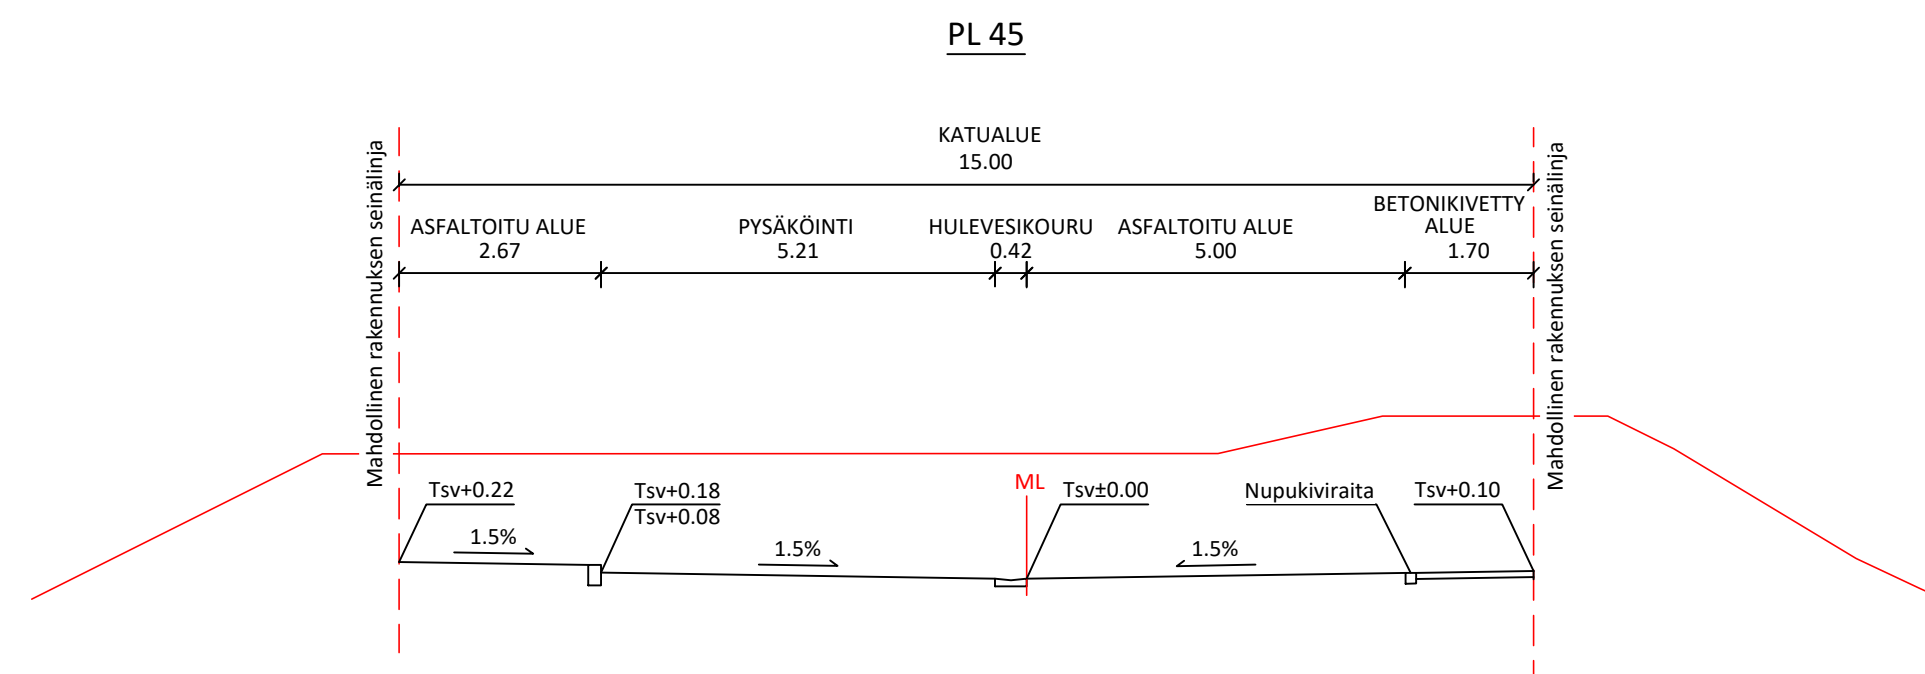 PL 45
KATUALUE
15.00
Mahdollinen rakennuksen seinälinja
Mahdollinen rakennuksen seinälinja
ASFALTOITU ALUE
2.67
PYSÄKÖINTI
5.21
HULEVESIKOURU
0.42
ASFALTOITU ALUE
5.00
BETONIKIVETTY
ALUE
1.70
Tsv+0.22
Tsv+0.18
Tsv+0.08
ML
Tsv±0.00
Nupukiviraita
Tsv+0.10
1.5%
1.5%
1.5%